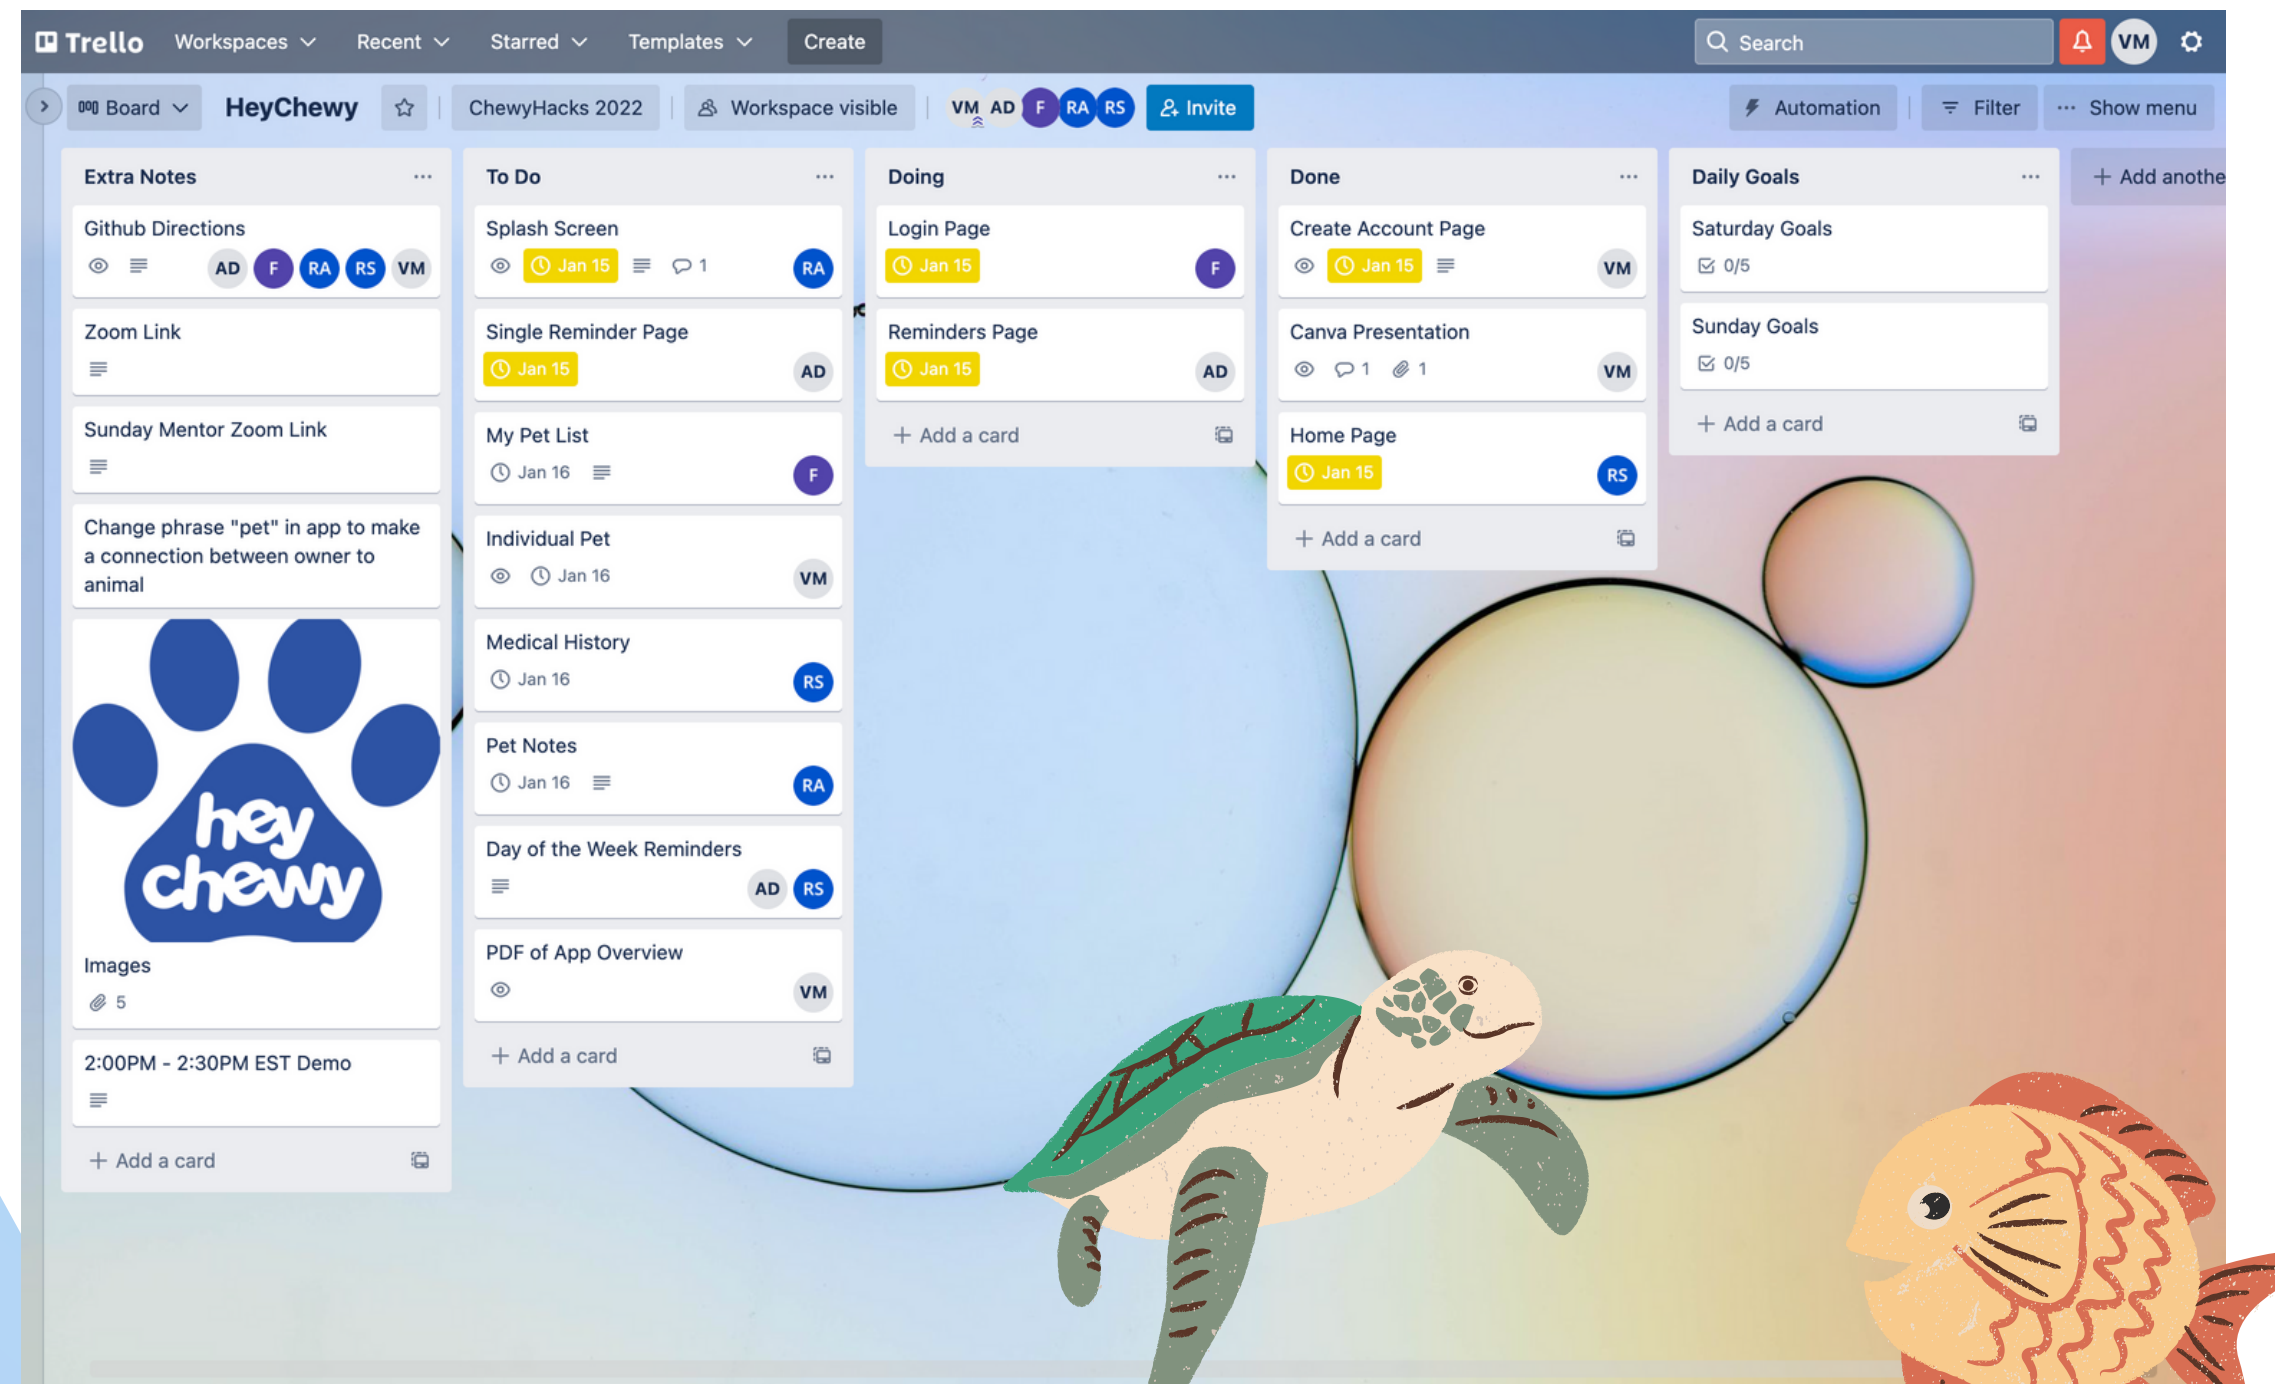 Trello Workspaces Recent Starred Templates Create Search VM
Board HeyChewy ChewyHacks 2022 Workspace visible VM AD F RA RS Invite Automation Filter ... Show menu
Extra Notes ...
Github Directions
AD F RA RS VM
Zoom Link
Sunday Mentor Zoom Link
Change phrase "pet" in app to make
a connection between owner to
animal
hey
chewy
Images
5
2:00PM - 2:30PM EST Demo
+ Add a card
To Do ...
Splash Screen
Jan 15 1 RA
Single Reminder Page
Jan 15 AD
My Pet List
Jan 16 F
Individual Pet
Jan 16 VM
Medical History
Jan 16 RS
Pet Notes
Jan 16 RA
Day of the Week Reminders
AD RS
PDF of App Overview
VM
+ Add a card
Doing ...
Login Page
Jan 15 F
Reminders Page
Jan 15 AD
+ Add a card
Done ...
Create Account Page
Jan 15 VM
Canva Presentation
1 1 VM
Home Page
Jan 15 RS
+ Add a card
Daily Goals ...
Saturday Goals
0/5
Sunday Goals
0/5
+ Add a card
+ Add anothe